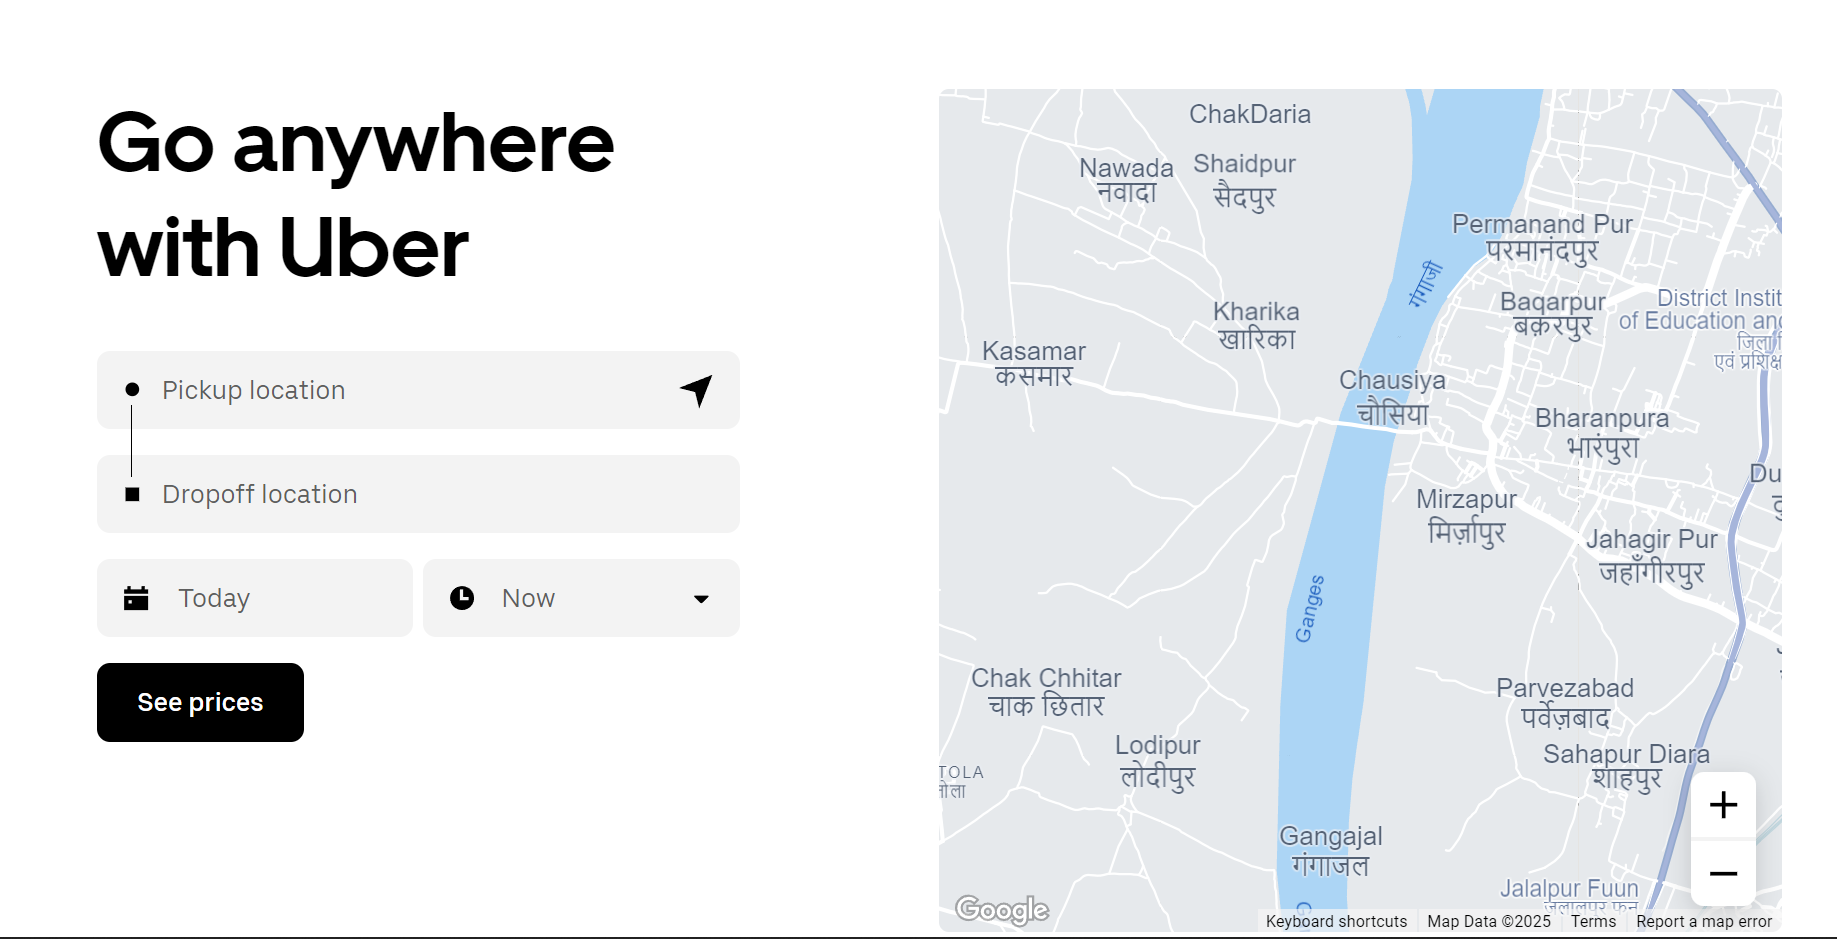 Go anywhere
with Uber
Pickup location
Dropoff location
Today
Now
See prices
ChakDaria
Nawada
नवादा
Shaidpur
सैदपुर
Permanand Pur
परमानंदपुर
गंगाजी
Baqarpur
बक़रपुर
District Instit
of Education and
जिला
एवं प्रशिक्ष
Kharika
खारिका
Kasamar
कसमार
Chausiya
चौसिया
Bharanpura
भारंपुरा
Du
Mirzapur
मिर्ज़ापुर
Jahagir Pur
जहाँगीरपुर
Ganges
Chak Chhitar
चाक छितार
Parvezabad
पर्वेज़बाद
Lodipur
लोदीपुर
Sahapur Diara
शाहपुर
TOLA
Gangajal
गंगाजल
Jalalpur Fuun
जलालपुर फुन
Google
Keyboard shortcuts
Map Data ©2025
Terms
Report a map error